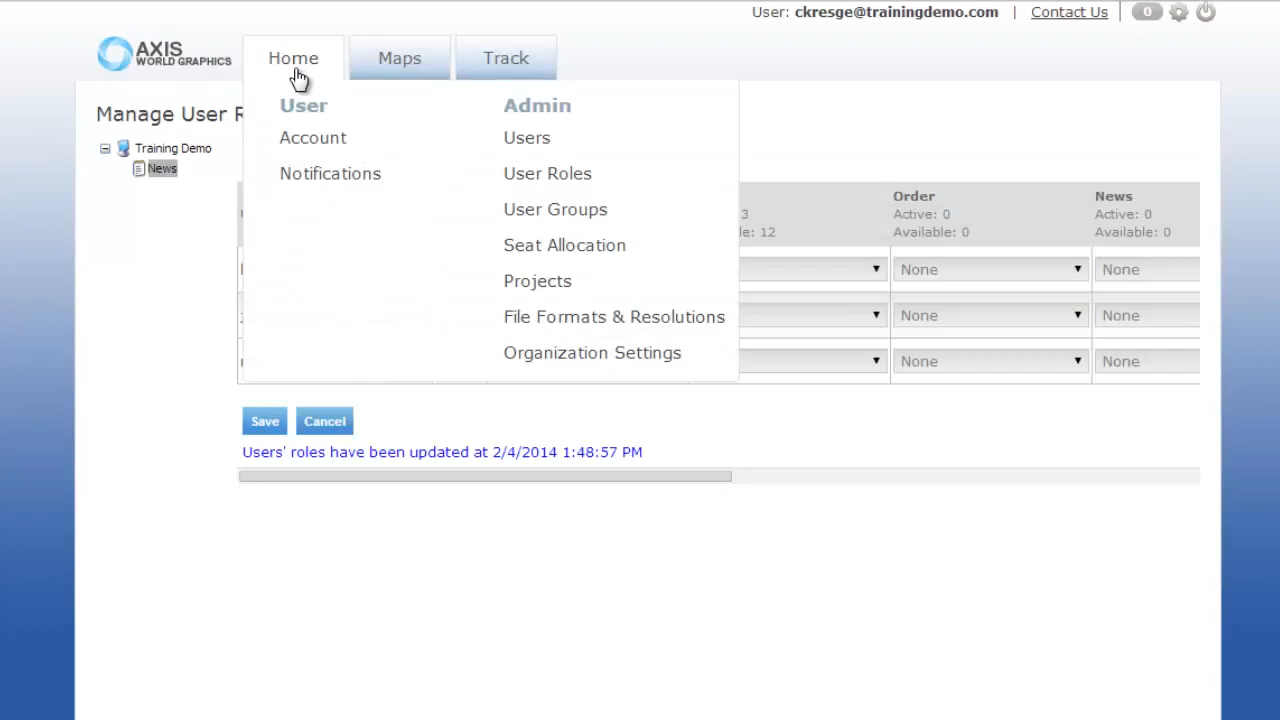 User: ckresge@trainingdemo.com | Contact Us | 0
AXIS
WORLD GRAPHICS
Home
Maps
Track
User
Account
Notifications
Admin
Users
User Roles
User Groups
Seat Allocation
Projects
File Formats & Resolutions
Organization Settings
Manage User
Training Demo
News
3
12
Order
Active: 0
Available: 0
News
Active: 0
Available: 0
None
None
None
None
None
None
Save
Cancel
Users' roles have been updated at 2/4/2014 1:48:57 PM